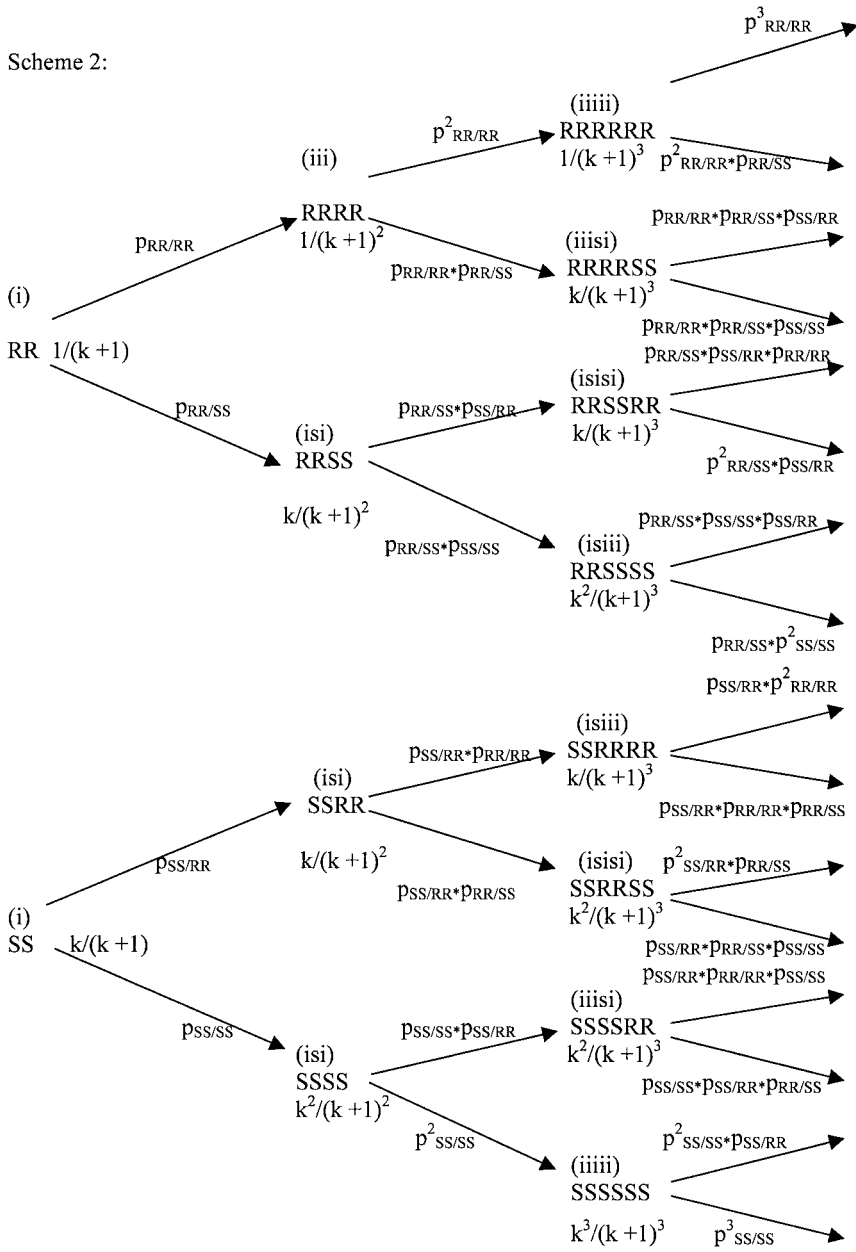 p³RR/RR
Scheme 2:
(iiiii)
p²RR/RR
RRRRRR
(iii)
1/(k +1)³
p²RR/RR*pRR/SS
RRRR
pRR/RR*pRR/SS*pSS/RR
1/(k +1)²
pRR/RR
(iiisi)
pRR/RR*pRR/SS
RRRRSS
k/(k +1)³
(i)
pRR/RR*pRR/SS*pSS/SS
RR 1/(k +1)
pRR/SS*pSS/RR*pRR/RR
(isisi)
pRR/SS
pRR/SS*pSS/RR
RRSSRR
(isi)
k/(k +1)³
RRSS
p²RR/SS*pSS/RR
k/(k +1)²
pRR/SS*pSS/SS*pSS/RR
(isiii)
pRR/SS*pSS/SS
RRSSSS
k²/(k+1)³
pRR/SS*p²SS/SS
pSS/RR*p²RR/RR
(isiii)
pSS/RR*pRR/RR
SSRRRR
(isi)
k/(k +1)³
SSRR
pSS/RR*pRR/RR*pRR/SS
k/(k +1)²
(isisi)
p²SS/RR*pRR/SS
pSS/RR
SSRRSS
pSS/RR*pRR/SS
(i)
k²/(k +1)³
SS k/(k +1)
pSS/RR*pRR/SS*pSS/SS
pSS/RR*pRR/RR*pSS/SS
(iiisi)
pSS/SS
pSS/SS*pSS/RR
SSSSRR
(isi)
k²/(k +1)³
SSSS
pSS/SS*pSS/RR*pRR/SS
k²/(k +1)²
p²SS/SS
p²SS/SS*pSS/RR
(iiiii)
SSSSSS
k³/(k +1)³
p³SS/SS